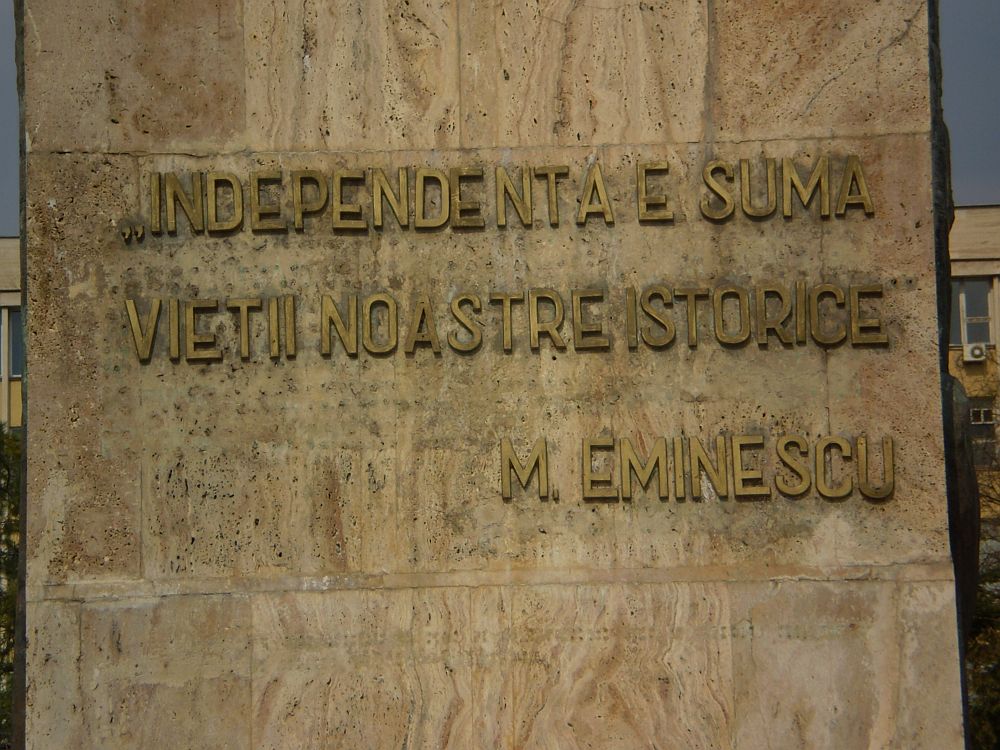 „INDEPENDENTA E SUMA
VIETII NOASTRE ISTORICE
M. EMINESCU